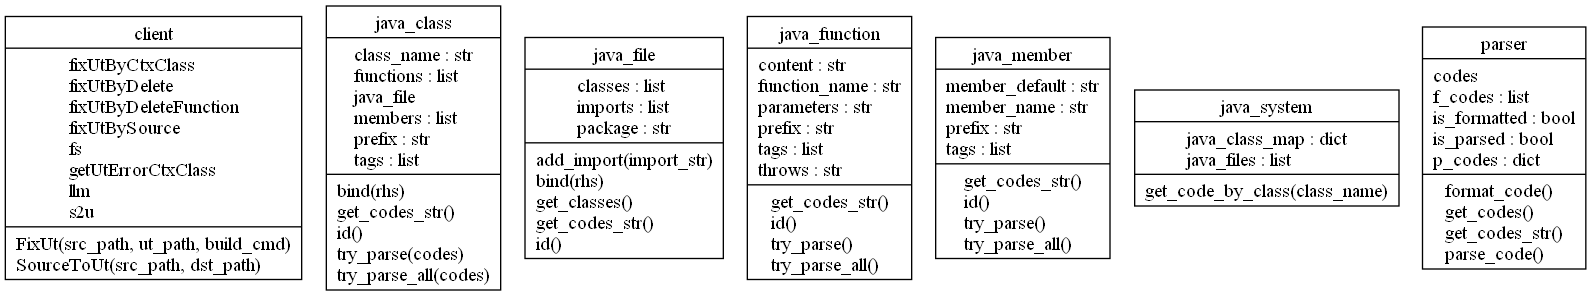 client
fixUtByCtxClass
fixUtByDelete
fixUtByDeleteFunction
fixUtBySource
fs
getUtErrorCtxClass
llm
s2u
FixUt(src_path, ut_path, build_cmd)
SourceToUt(src_path, dst_path)
java_class
class_name : str
functions : list
java_file
members : list
prefix : str
tags : list
bind(rhs)
get_codes_str()
id()
try_parse(codes)
try_parse_all(codes)
java_file
classes : list
imports : list
package : str
add_import(import_str)
bind(rhs)
get_classes()
get_codes_str()
id()
java_function
content : str
function_name : str
parameters : str
prefix : str
tags : list
throws : str
get_codes_str()
id()
try_parse()
try_parse_all()
java_member
member_default : str
member_name : str
prefix : str
tags : list
get_codes_str()
id()
try_parse()
try_parse_all()
java_system
java_class_map : dict
java_files : list
get_code_by_class(class_name)
parser
codes
f_codes : list
is_formatted : bool
is_parsed : bool
p_codes : dict
format_code()
get_codes()
get_codes_str()
parse_code()